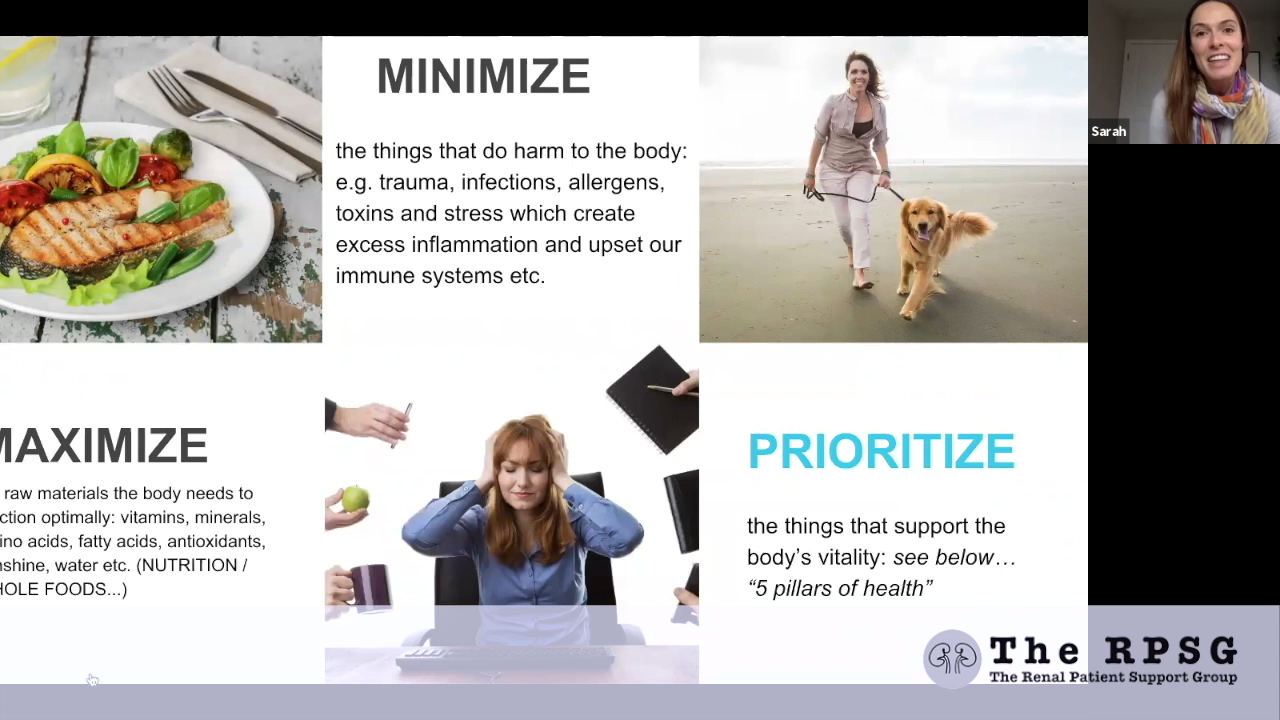 MINIMIZE
the things that do harm to the body:
e.g. trauma, infections, allergens,
toxins and stress which create
excess inflammation and upset our
immune systems etc.
Sarah
MAXIMIZE
raw materials the body needs to
ction optimally: vitamins, minerals,
ino acids, fatty acids, antioxidants,
nshine, water etc. (NUTRITION /
HOLE FOODS...)
PRIORITIZE
the things that support the
body’s vitality: see below…
“5 pillars of health”
The RPSG
The Renal Patient Support Group